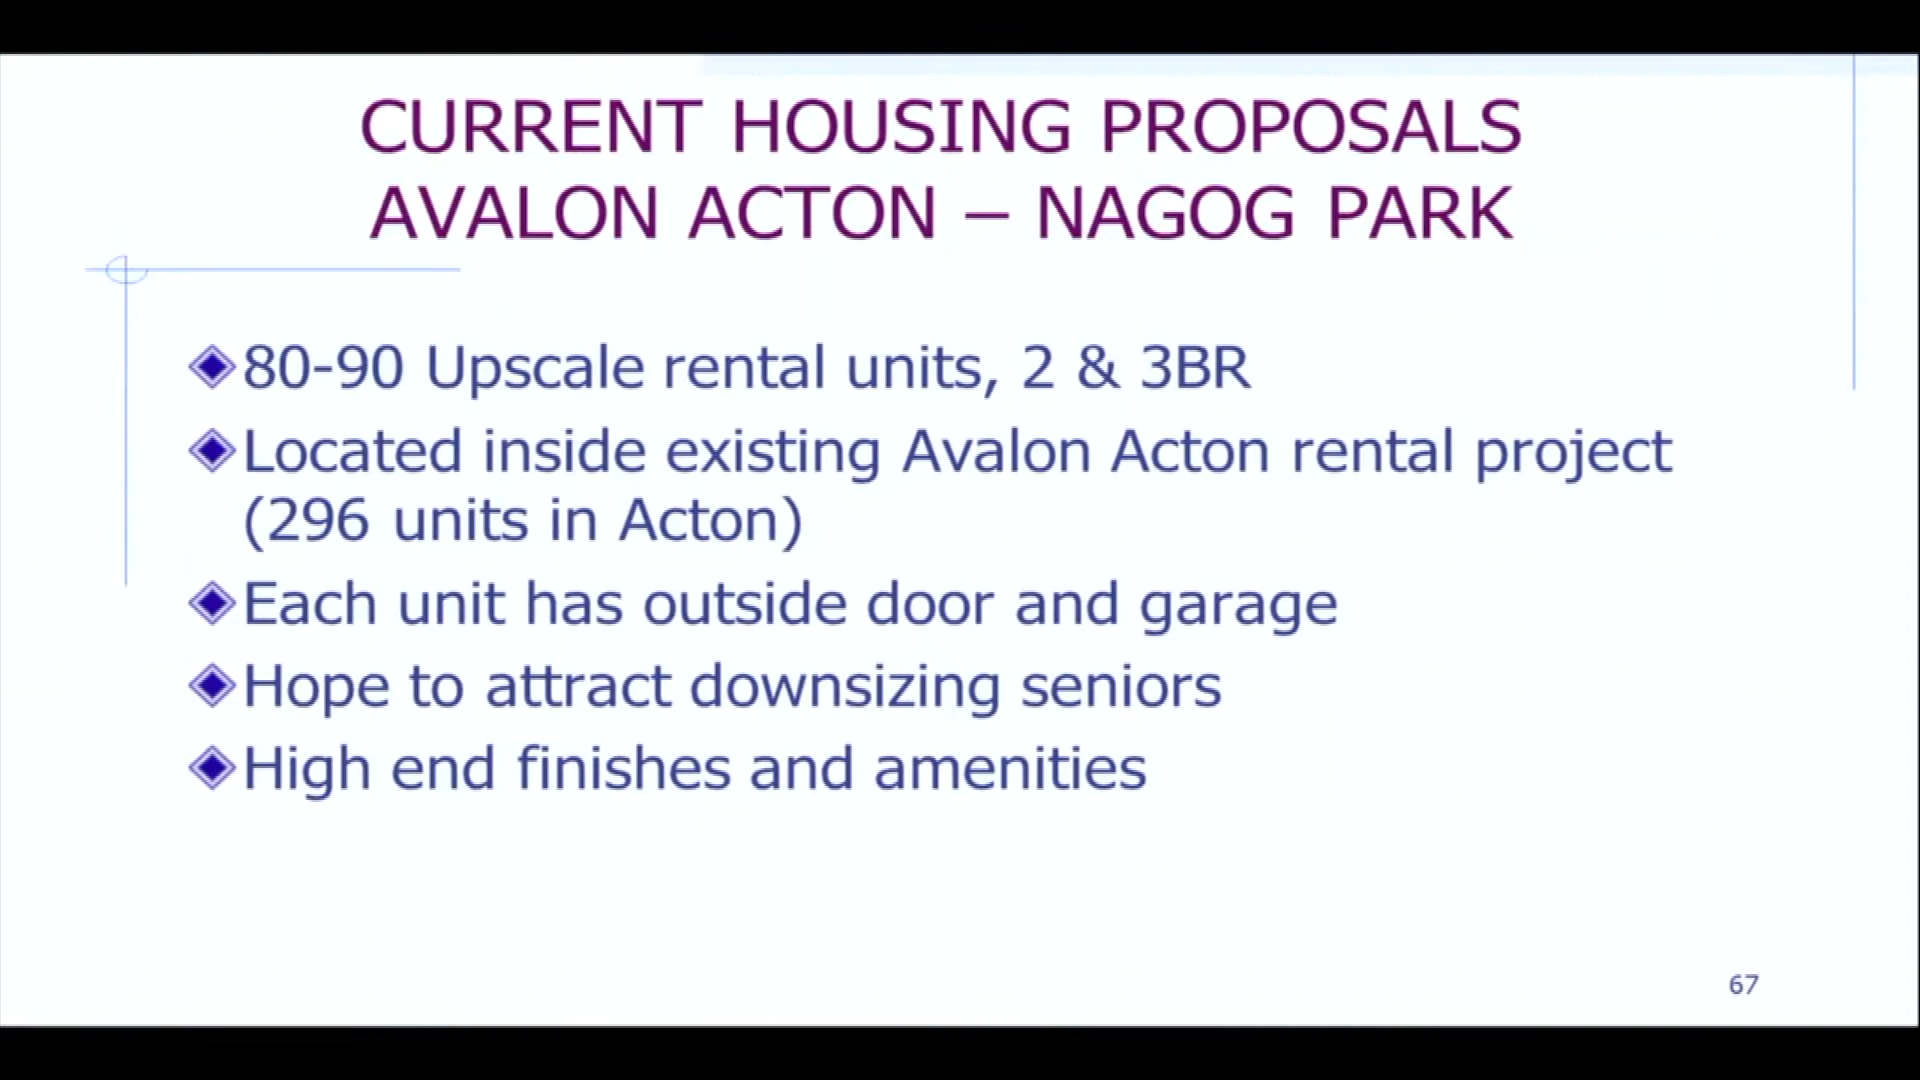 CURRENT HOUSING PROPOSALS
AVALON ACTON – NAGOG PARK
80-90 Upscale rental units, 2 & 3BR
Located inside existing Avalon Acton rental project
(296 units in Acton)
Each unit has outside door and garage
Hope to attract downsizing seniors
High end finishes and amenities
67